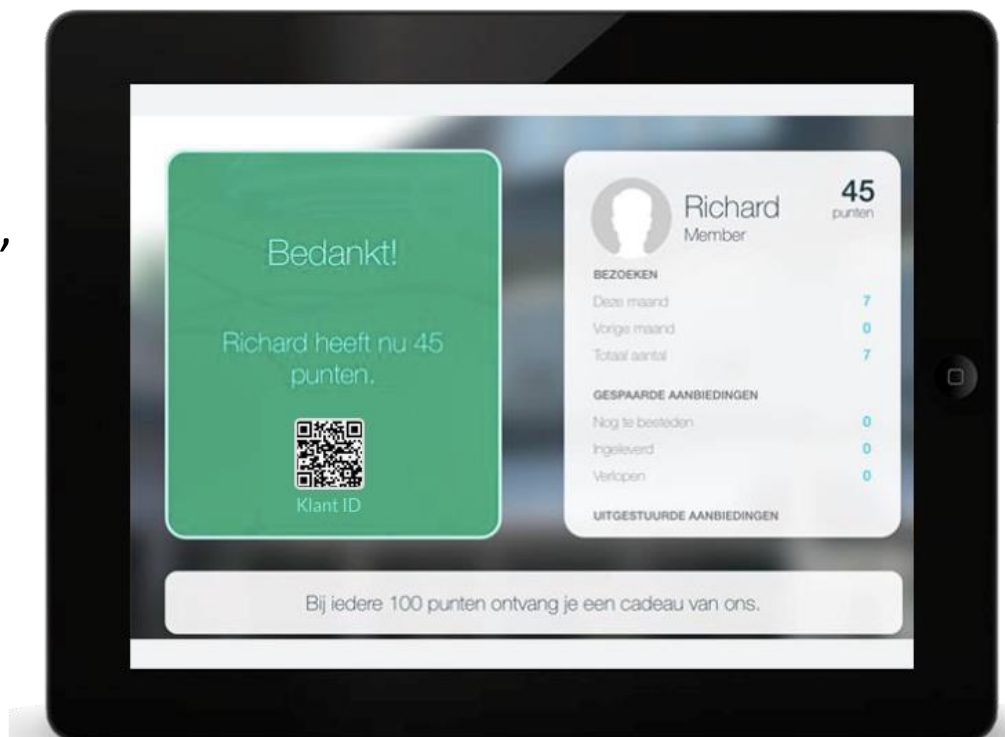 ,
Bedankt!
Richard heeft nu 45
punten.
Klant ID
Richard
Member
45
punten
BEZOEKEN
Deze maand 7
Vorige maand 0
Totaal aantal 7
GESPAARDE AANBIEDINGEN
Nog te besteden 0
Ingeleverd 0
Verlopen 0
UITGESTUURDE AANBIEDINGEN
Bij iedere 100 punten ontvang je een cadeau van ons.